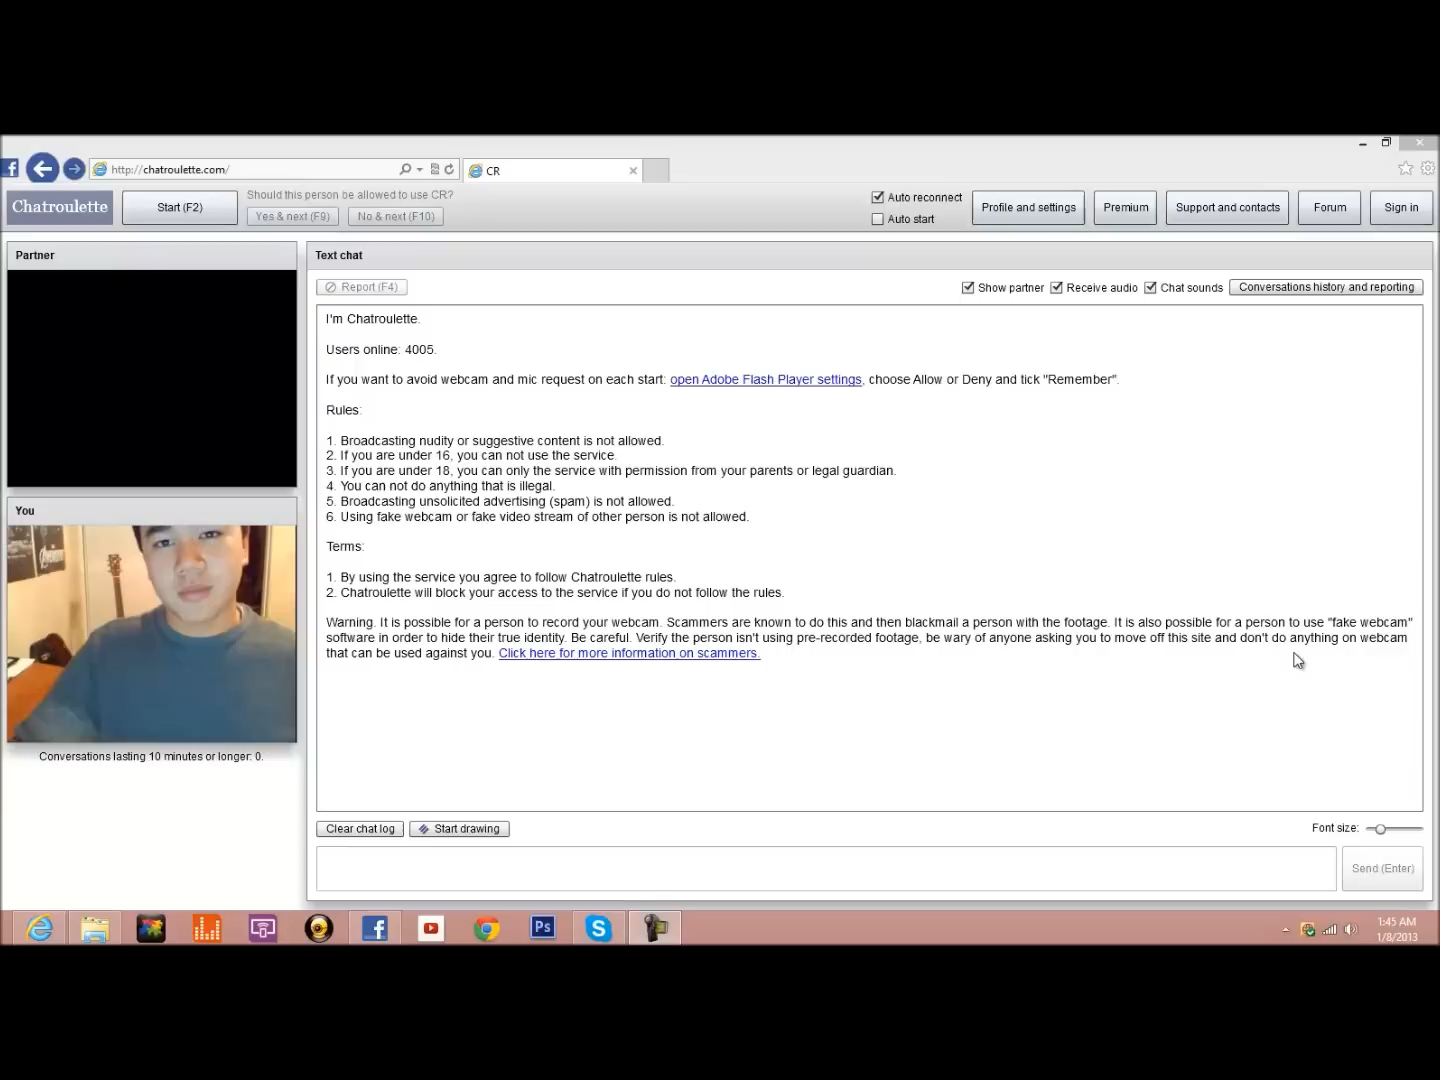 http://chatroulette.com/
CR
Chatroulette
Start (F2)
Should this person be allowed to use CR?
Yes & next (F9)
No & next (F10)
Auto reconnect
Auto start
Profile and settings
Premium
Support and contacts
Forum
Sign in
Partner
Text chat
Report (F4)
Show partner
Receive audio
Chat sounds
Conversations history and reporting
I'm Chatroulette.
Users online: 4005.
If you want to avoid webcam and mic request on each start: open Adobe Flash Player settings, choose Allow or Deny and tick "Remember".
Rules:
1. Broadcasting nudity or suggestive content is not allowed.
2. If you are under 16, you can not use the service.
3. If you are under 18, you can only the service with permission from your parents or legal guardian.
4. You can not do anything that is illegal.
5. Broadcasting unsolicited advertising (spam) is not allowed.
6. Using fake webcam or fake video stream of other person is not allowed.
Terms:
1. By using the service you agree to follow Chatroulette rules.
2. Chatroulette will block your access to the service if you do not follow the rules.
Warning. It is possible for a person to record your webcam. Scammers are known to do this and then blackmail a person with the footage. It is also possible for a person to use "fake webcam"
software in order to hide their true identity. Be careful. Verify the person isn't using pre-recorded footage, be wary of anyone asking you to move off this site and don't do anything on webcam
that can be used against you. Click here for more information on scammers.
You
Conversations lasting 10 minutes or longer: 0.
Clear chat log
Start drawing
Font size:
Send (Enter)
Ps
1:45 AM
1/8/2013